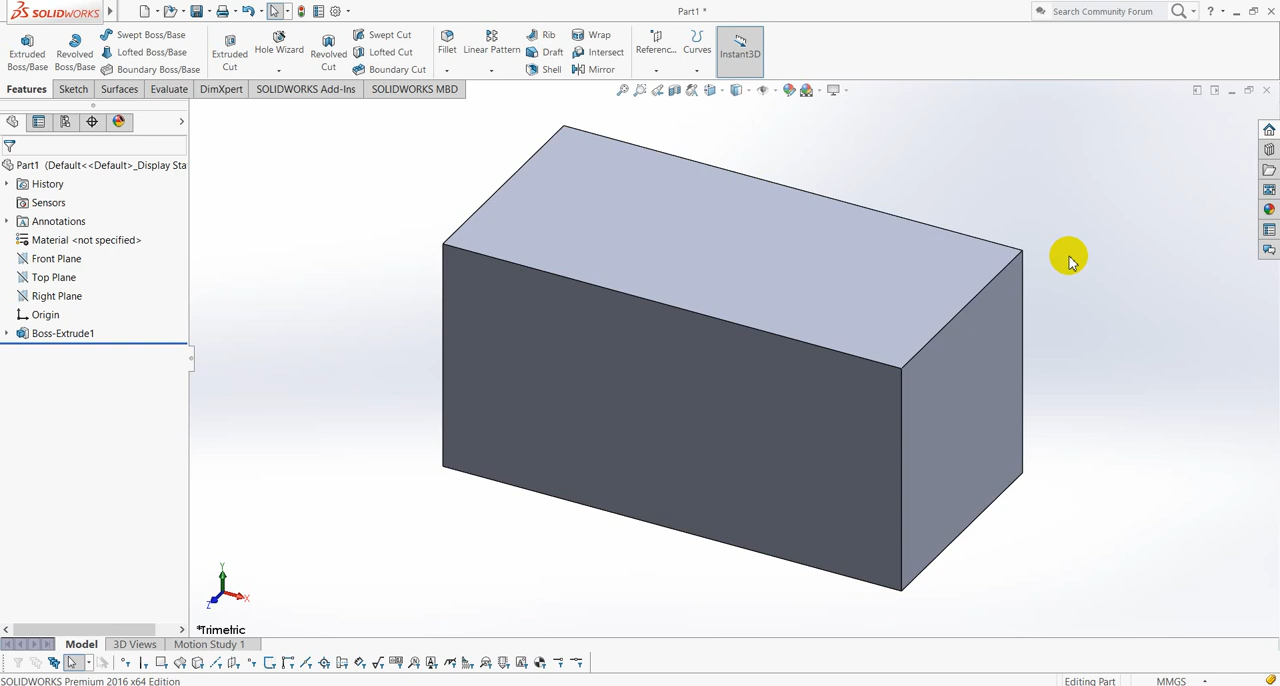 SOLIDWORKS
Part1 *
Search Community Forum
?
Extruded Boss/Base
Revolved Boss/Base
Swept Boss/Base
Lofted Boss/Base
Boundary Boss/Base
Extruded Cut
Hole Wizard
Revolved Cut
Swept Cut
Lofted Cut
Boundary Cut
Fillet
Linear Pattern
Rib
Draft
Shell
Wrap
Intersect
Mirror
Referenc...
Curves
Instant3D
Features
Sketch
Surfaces
Evaluate
DimXpert
SOLIDWORKS Add-Ins
SOLIDWORKS MBD
Part1 (Default<<Default>_Display Sta
History
Sensors
Annotations
Material <not specified>
Front Plane
Top Plane
Right Plane
Origin
Boss-Extrude1
Y
X
Z
*Trimetric
Model
3D Views
Motion Study 1
SOLIDWORKS Premium 2016 x64 Edition
Editing Part
MMGS